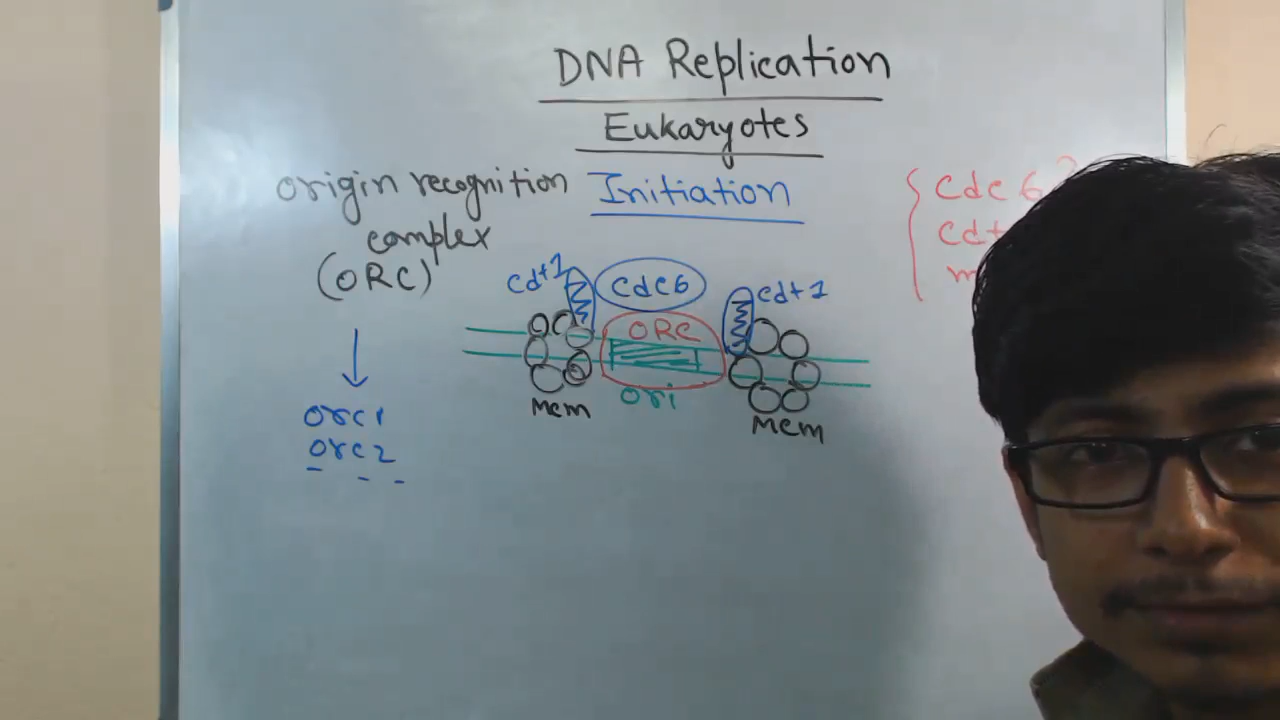 DNA Replication
Eukaryotes
Initiation
origin recognition
complex
(ORC)
orc1
orc2
cdt1
cdc6
cdt1
ORC
ori
Mcm
Mcm
cdc6